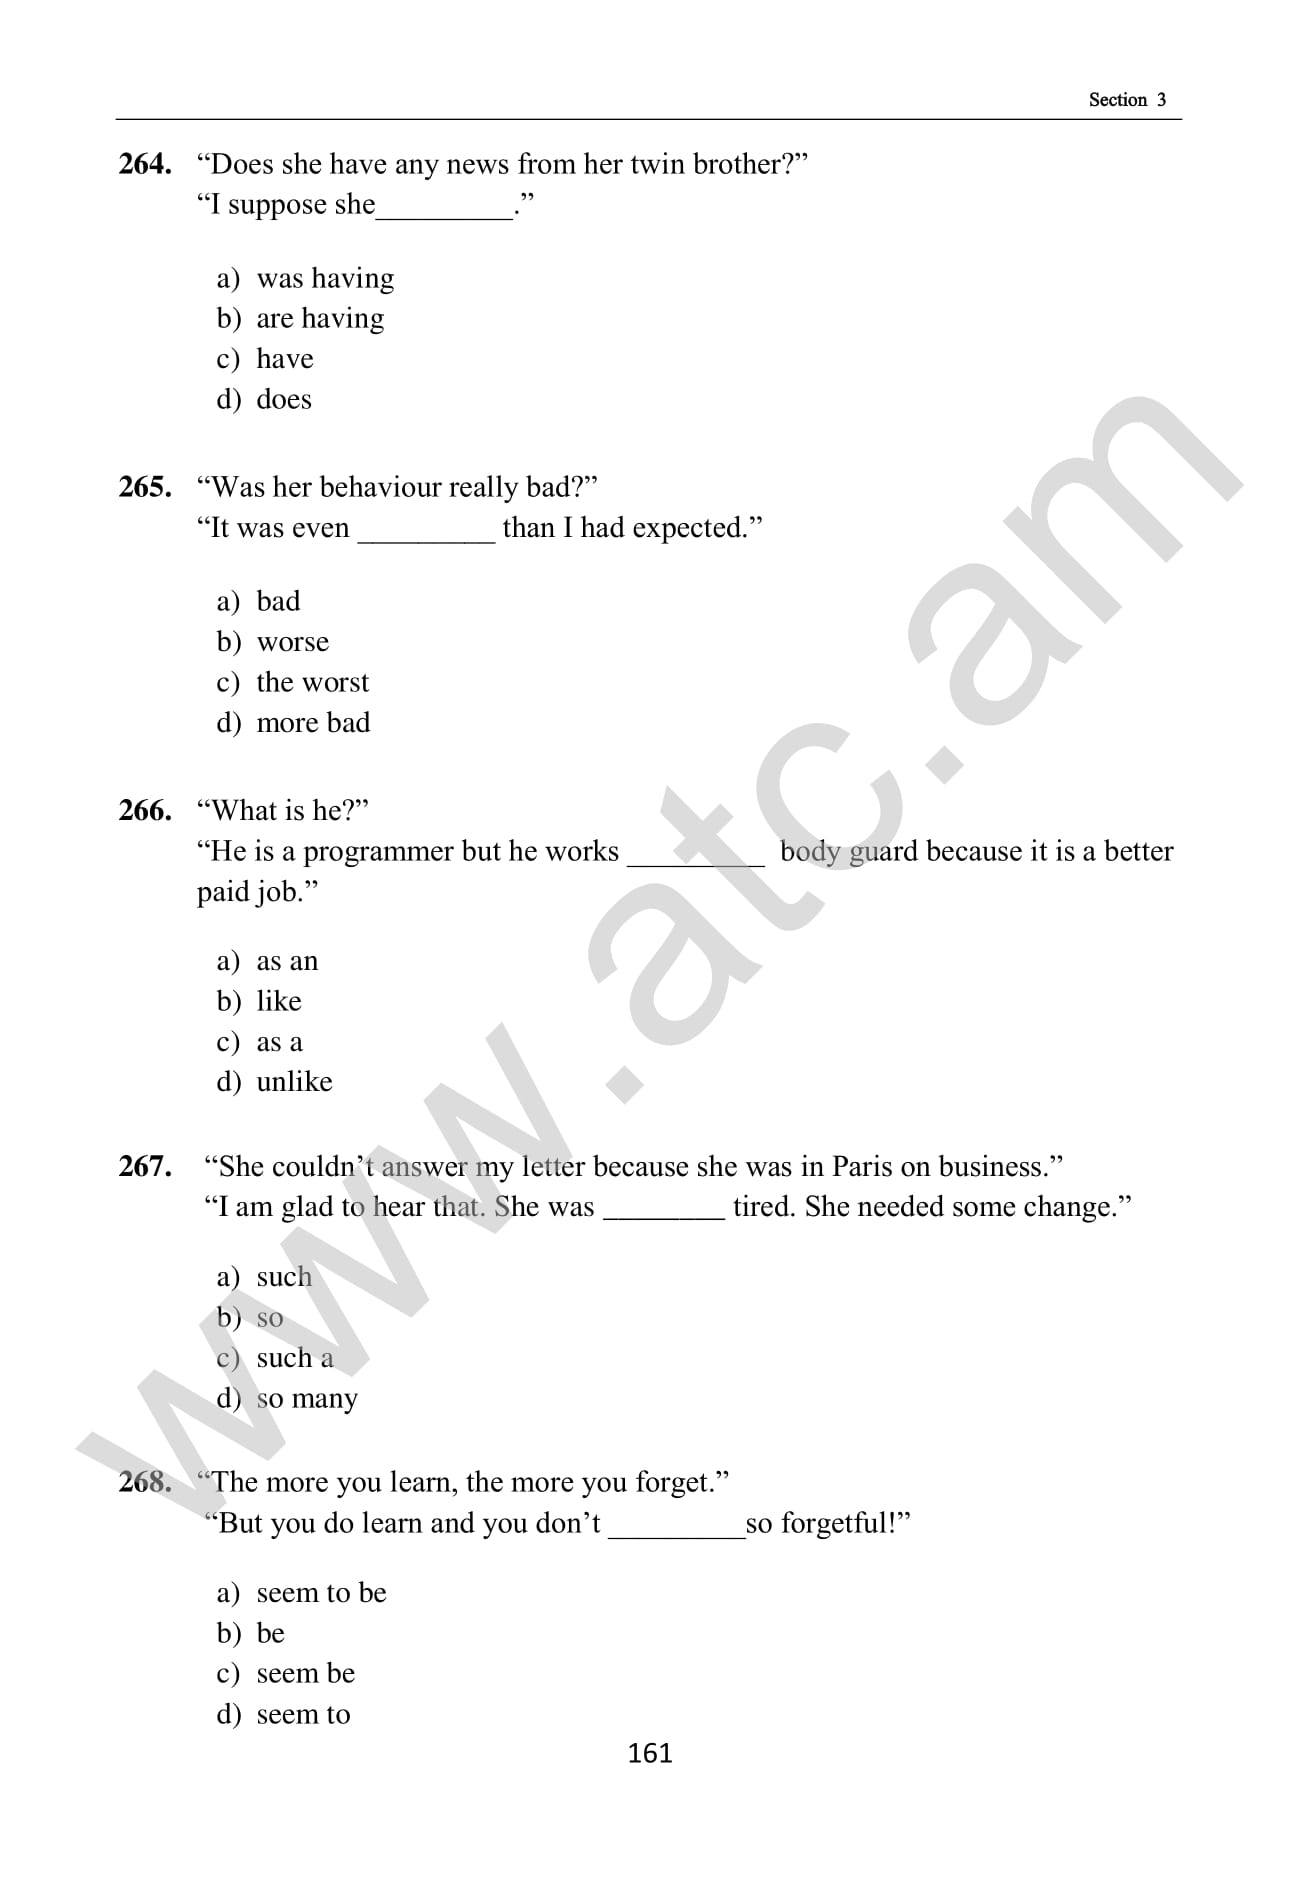 Section 3
264. “Does she have any news from her twin brother?”
“I suppose she_________.”
a) was having
b) are having
c) have
d) does
265. “Was her behaviour really bad?”
“It was even _________ than I had expected.”
a) bad
b) worse
c) the worst
d) more bad
266. “What is he?”
“He is a programmer but he works _________ body guard because it is a better
paid job.”
a) as an
b) like
c) as a
d) unlike
267. “She couldn’t answer my letter because she was in Paris on business.”
“I am glad to hear that. She was ________ tired. She needed some change.”
a) such
b) so
c) such a
d) so many
268. “The more you learn, the more you forget.”
“But you do learn and you don’t _________so forgetful!”
a) seem to be
b) be
c) seem be
d) seem to
161
www.atc.am